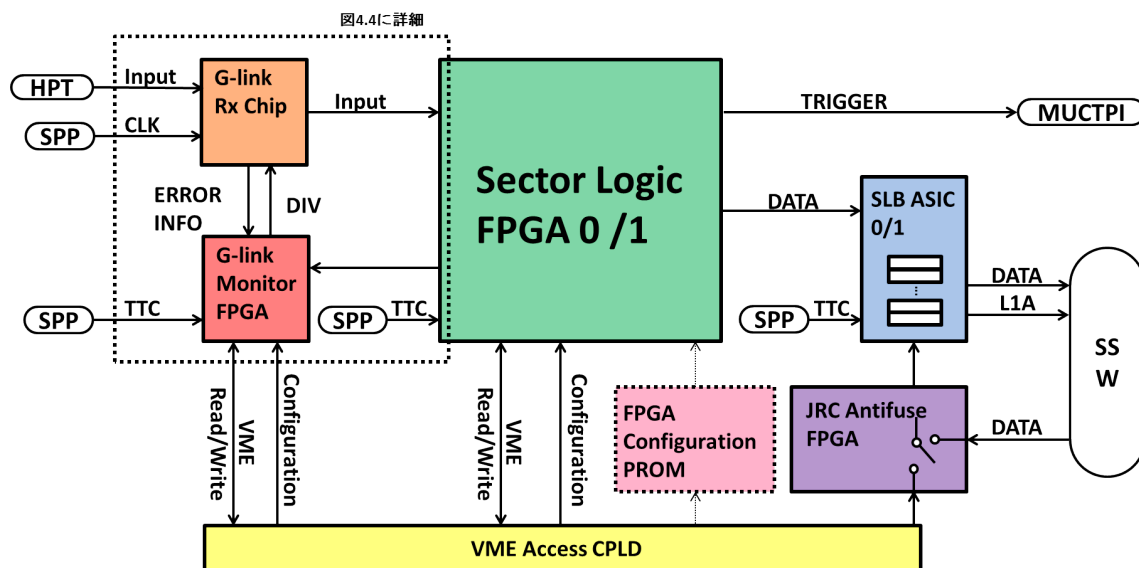 図4.4に詳細
HPT
Input
G-link
Rx Chip
Input
SPP
CLK
TRIGGER
MUCTPI
Sector Logic
FPGA 0 /1
ERROR
INFO
DIV
DATA
SLB ASIC
0/1
G-link
Monitor
FPGA
SPP
TTC
SPP
TTC
SPP
TTC
DATA
L1A
SS
W
VME
Read/Write
Configuration
VME
Read/Write
Configuration
FPGA
Configuration
PROM
JRC Antifuse
FPGA
DATA
VME Access CPLD